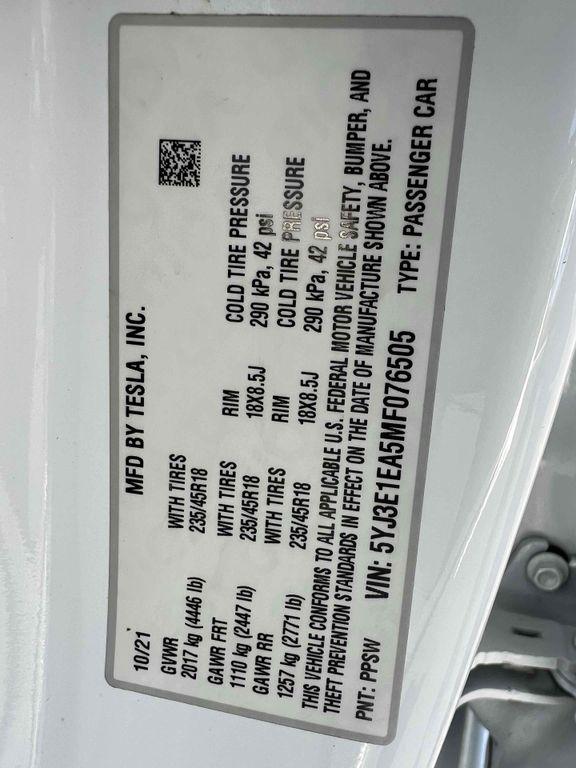 MFD BY TESLA, INC.
10/21
GVWR WITH TIRES
2017 kg (4446 lb) 235/45R18
GAWR FRT WITH TIRES RIM COLD TIRE PRESSURE
1110 kg (2447 lb) 235/45R18 18X8.5J 290 kPa, 42 psi
GAWR RR WITH TIRES RIM COLD TIRE PRESSURE
1257 kg (2771 lb) 235/45R18 18X8.5J 290 kPa, 42 psi
THIS VEHICLE CONFORMS TO ALL APPLICABLE U.S. FEDERAL MOTOR VEHICLE SAFETY, BUMPER, AND
THEFT PREVENTION STANDARDS IN EFFECT ON THE DATE OF MANUFACTURE SHOWN ABOVE.
PNT: PPSW VIN: 5YJ3E1EA5MF076505 TYPE: PASSENGER CAR